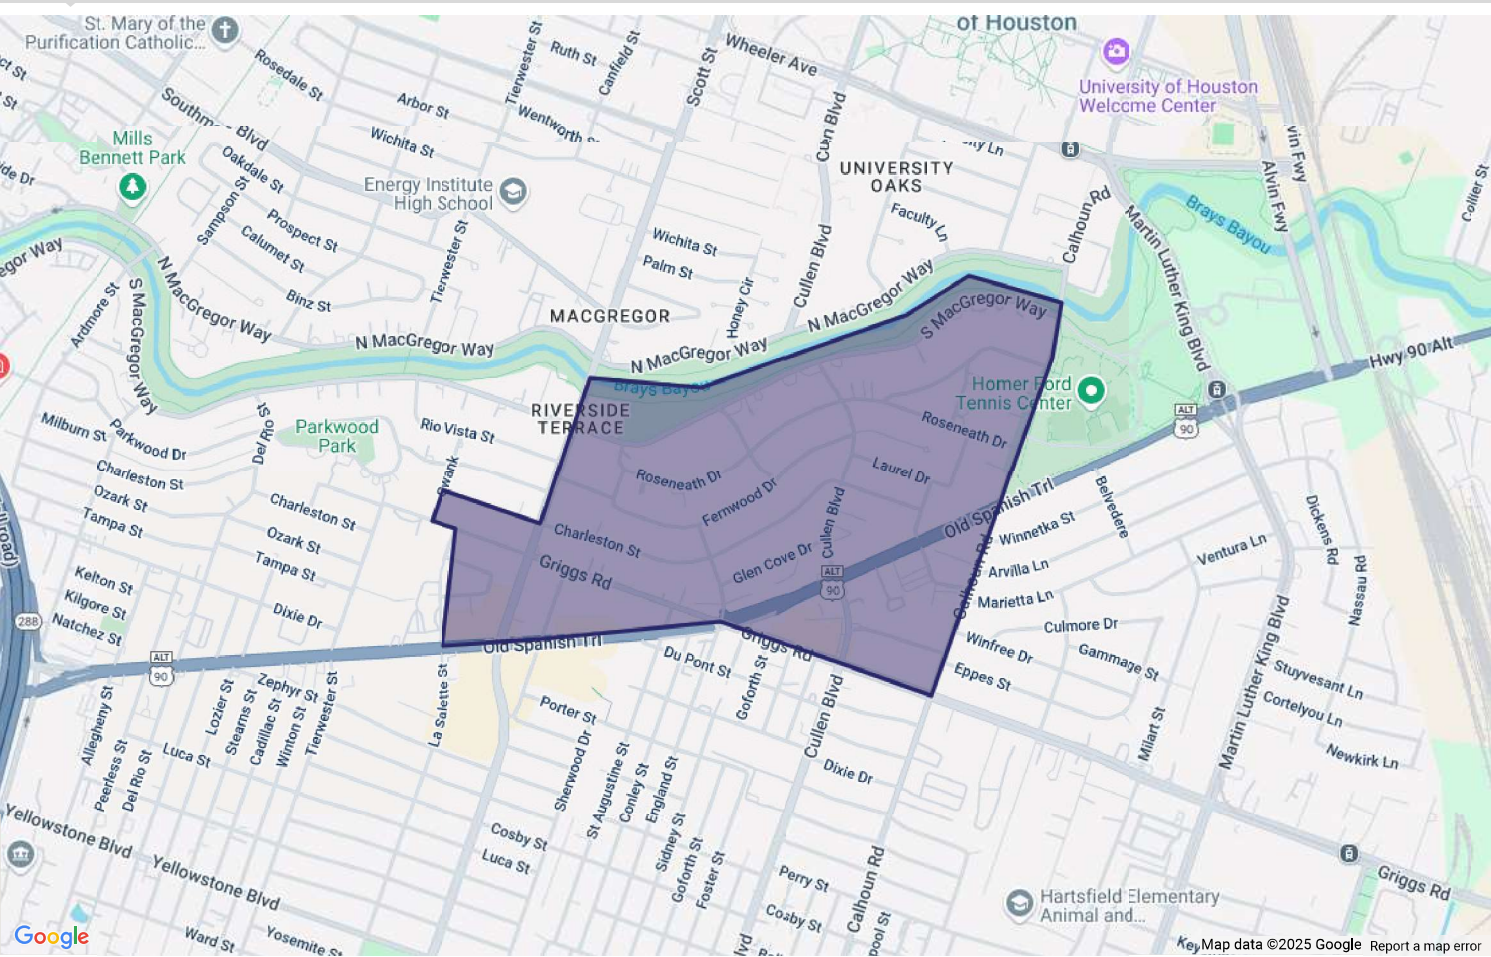 St. Mary of the
Purification Catholic...
of Houston
Wheeler Ave
Ruth St
Canfield St
Tierwester St
Scott St
Rosedale St
Arbor St
Wentworth
University of Houston
Welcome Center
Southm
Blvd
Wichita St
Mills
Bennett Park
Oakdale St
Energy Institute
High School
UNIVERSITY
OAKS
Ln
Alvin Fwy
Collier St
Sampson St
Prospect St
Calumet St
Binz St
Tierwester St
Wichita St
Palm St
Honey Cir
Cullen Blvd
Faculty Ln
Calhoun Rd
Martin Luther King Blvd
Brays Bayou
Ardmore St
S MacGregor Way
N MacGregor Way
MACGREGOR
N MacGregor Way
N MacGregor Way
N MacGregor Way
S MacGregor Way
Hwy 90 Alt
Brays Bayou
RIVERSIDE
TERRACE
Homer Ford
Tennis Center
ALT
90
Milburn St
Parkwood Dr
Del Rio St
Parkwood
Park
Rio Vista St
Roseneath Dr
Roseneath Dr
Laurel Dr
Fernwood Dr
Charleston St
Ozark St
Tampa St
Charleston St
Ozark St
Tampa St
Charleston St
Griggs Rd
Glen Cove Dr
Cullen Blvd
ALT
90
Old Spanish Trl
Calhoun Rd
Belvedere
Winnetka St
Arvilla Ln
Marietta Ln
Ventura Ln
Dickens Rd
Nassau Rd
Kelton St
Kilgore St
Natchez St
Dixie Dr
288
ALT
90
Old Spanish Trl
Griggs Rd
Du Pont St
Goforth St
Culmore Dr
Winfree Dr
Gammage St
Eppes St
Martin Luther King Blvd
Stuyvesant Ln
Cortelyou Ln
Newkirk Ln
Milart St
Allegheny St
Peerless St
Del Rio St
Luca St
Lozier St
Stearns St
Zephyr St
Cadillac St
Winton St
Tierwester St
La Salette St
Porter St
Sherwood Dr
St Augustine St
Conley St
England St
Sidney St
Goforth St
Foster St
Cullen Blvd
Dixie Dr
Yellowstone Blvd
Yellowstone Blvd
Cosby St
Luca St
Perry St
Cosby St
Calhoun Rd
Hartsfield Elementary
Animal and...
Griggs Rd
Ward St
Yosemite St
Google
Map data ©2025 Google
Report a map error